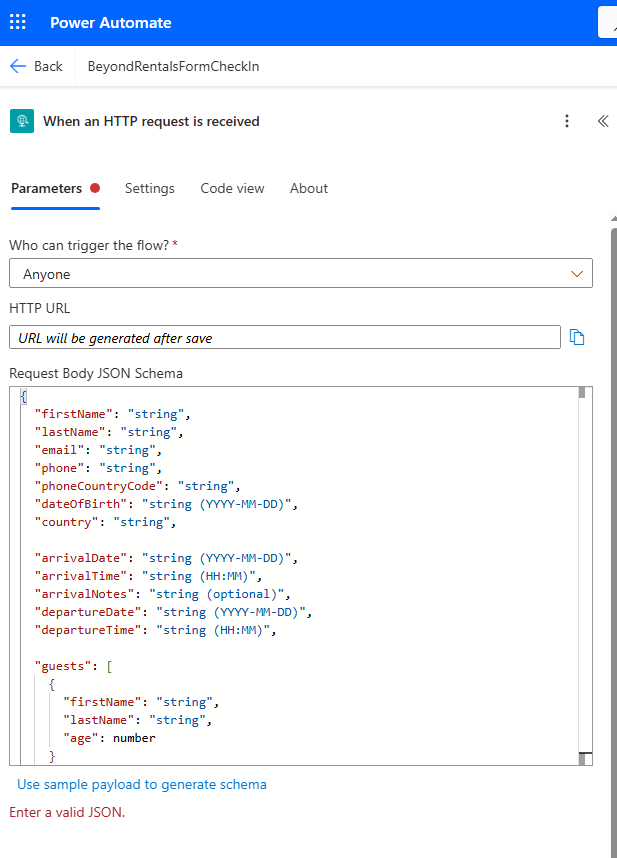 Power Automate
Back
BeyondRentalsFormCheckIn
When an HTTP request is received
Parameters
Settings
Code view
About
Who can trigger the flow? *
Anyone
HTTP URL
URL will be generated after save
Request Body JSON Schema
{
"firstName": "string",
"lastName": "string",
"email": "string",
"phone": "string",
"phoneCountryCode": "string",
"dateOfBirth": "string (YYYY-MM-DD)",
"country": "string",
"arrivalDate": "string (YYYY-MM-DD)",
"arrivalTime": "string (HH:MM)",
"arrivalNotes": "string (optional)",
"departureDate": "string (YYYY-MM-DD)",
"departureTime": "string (HH:MM)",
"guests": [
{
"firstName": "string",
"lastName": "string",
"age": number
}
Use sample payload to generate schema
Enter a valid JSON.